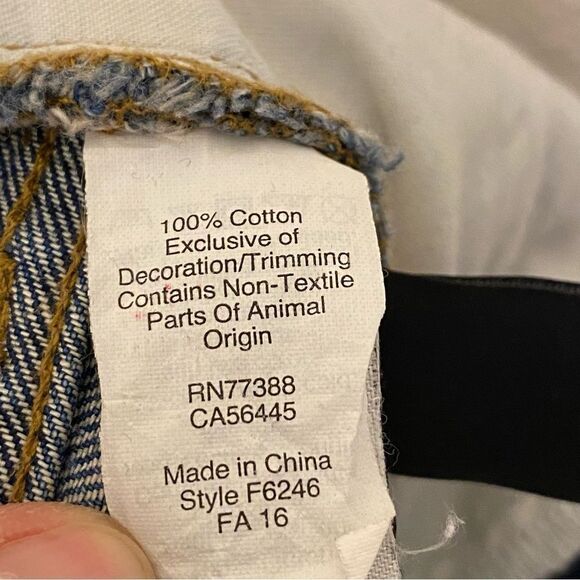 100% Cotton
Exclusive of
Decoration/Trimming
Contains Non-Textile
Parts Of Animal
Origin
RN77388
CA56445
Made in China
Style F6246
FA 16